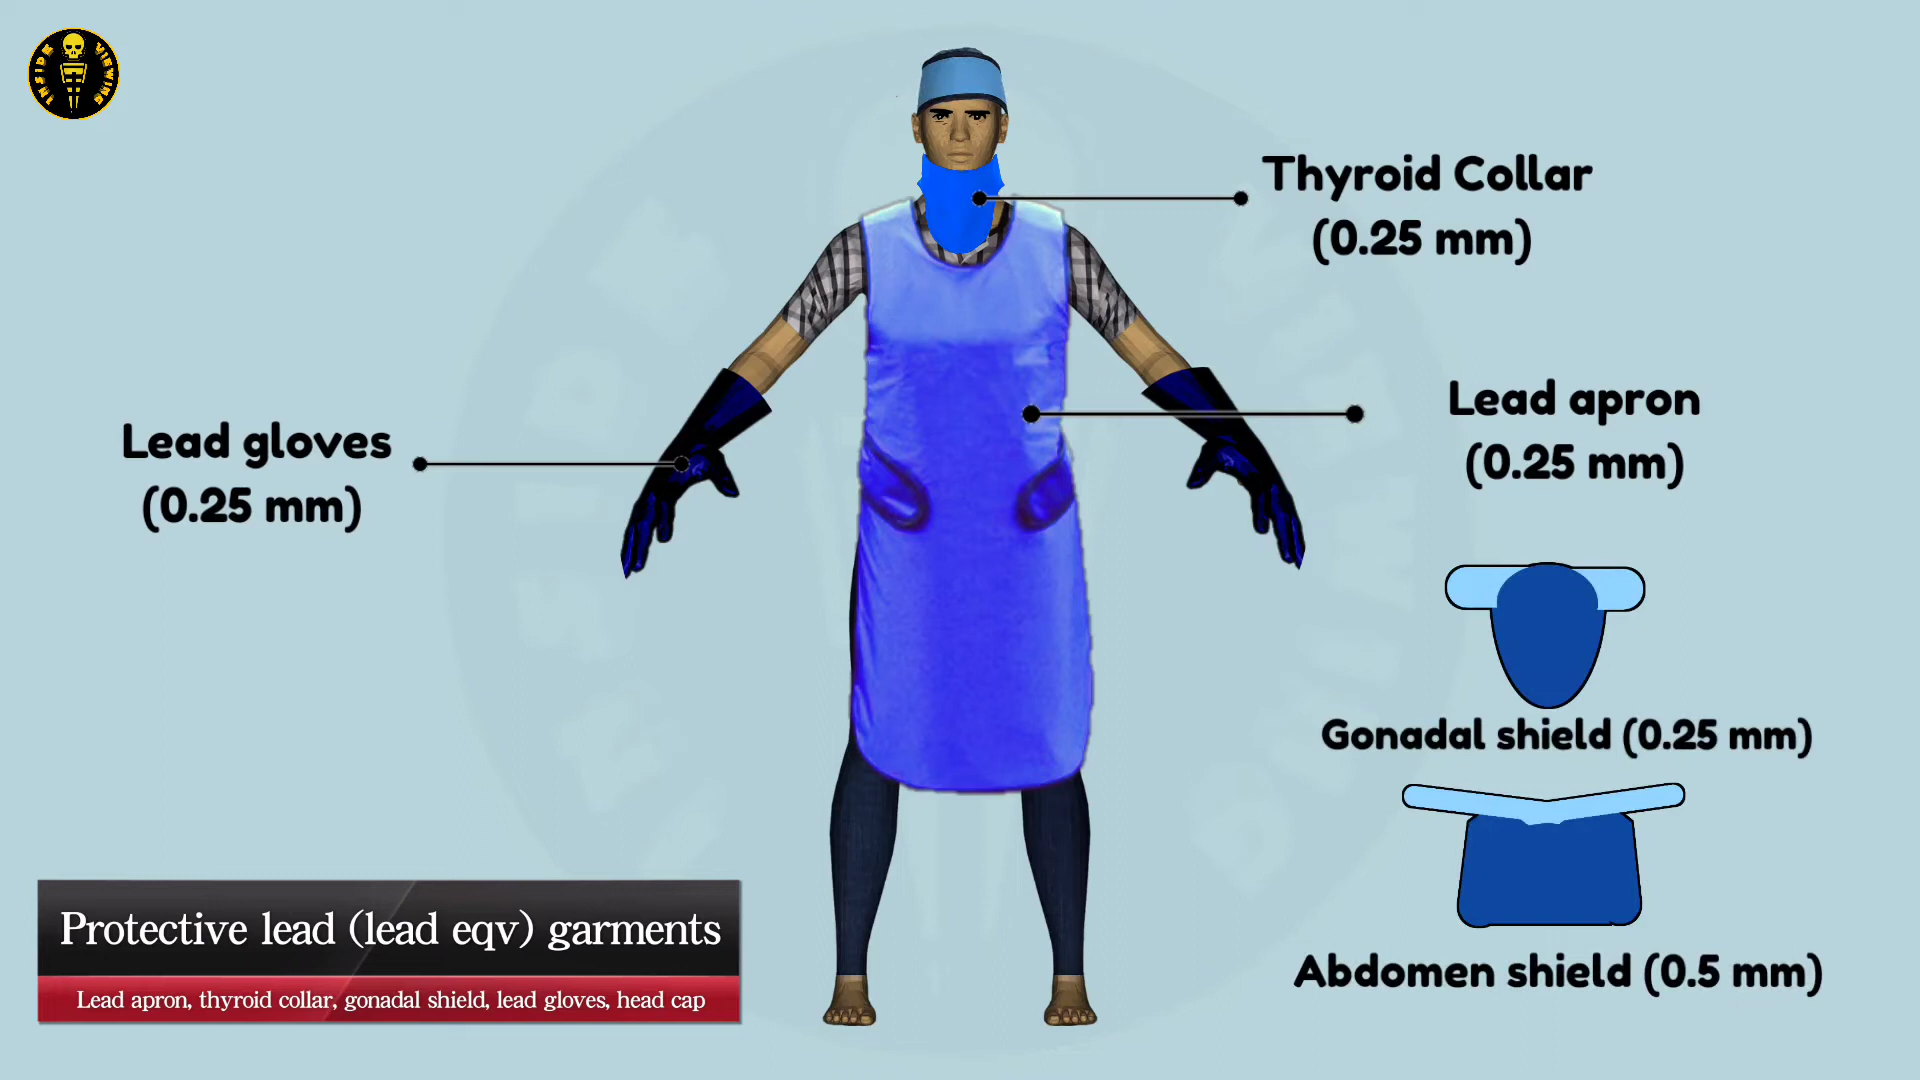 INSIDE VIEWING
Thyroid Collar
(0.25 mm)
Lead apron
(0.25 mm)
Lead gloves
(0.25 mm)
Gonadal shield (0.25 mm)
Abdomen shield (0.5 mm)
Protective lead (lead eqv) garments
Lead apron, thyroid collar, gonadal shield, lead gloves, head cap